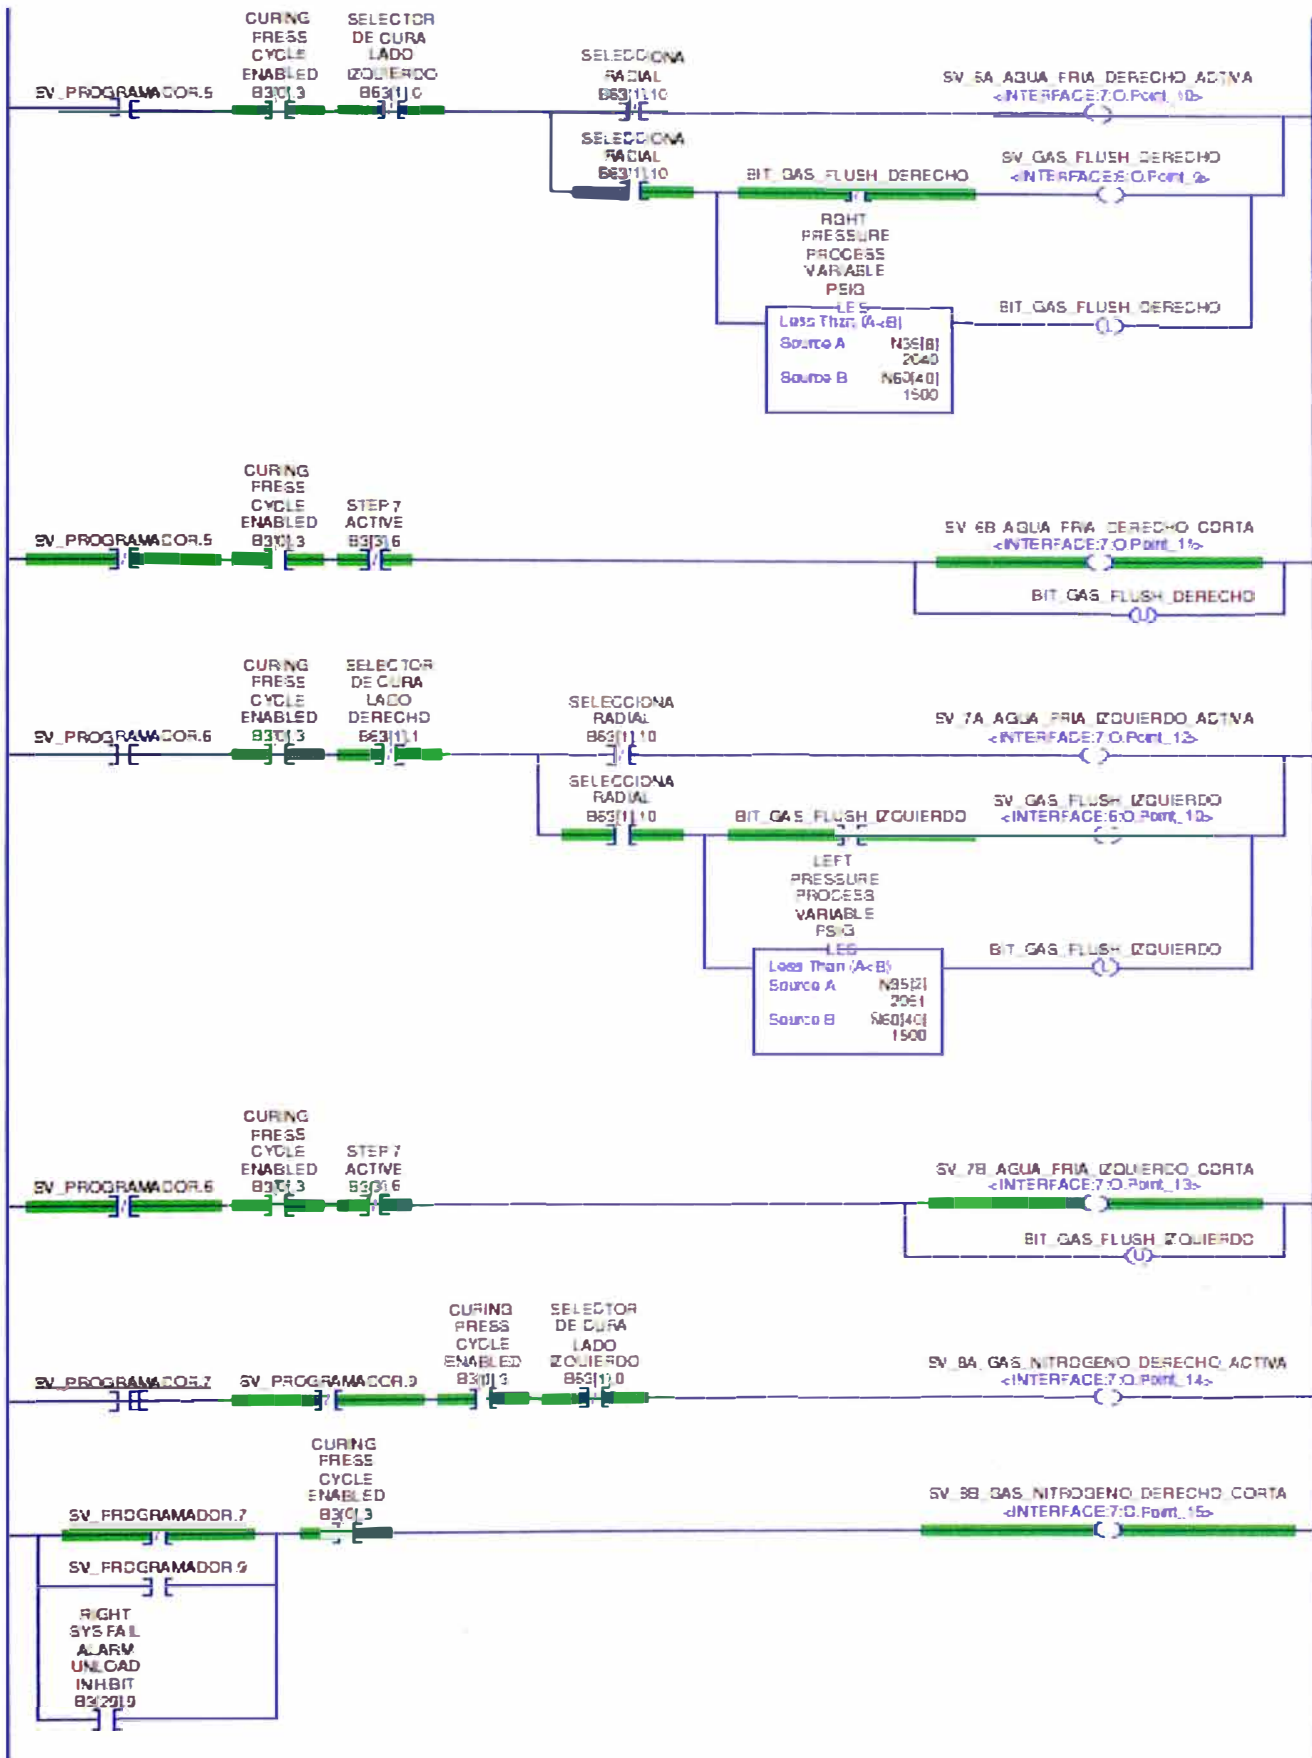 CURING
PRESS
CYCLE
ENABLED
B3[0].3
SELECTOR
DE CURA
LADO
IZQUIERDO
B63[1].0
SV_PROGRAMADOR.5
SELECCIONA
RADIAL
B63[1].10
SV_6A_AGUA_FRIA_DERECHO_ACTIVA
<INTERFACE:7:O.Point_10>
SELECCIONA
RADIAL
B63[1].10
BIT_GAS_FLUSH_DERECHO
SV_GAS_FLUSH_DERECHO
<INTERFACE:6:O.Point_9>
RGHT
PRESSURE
PROCESS
VARIABLE
PSIG
LES
Less Than (A<B)
Source A N35[8]
2040
Source B N60[40]
1500
BIT_GAS_FLUSH_DERECHO
L
CURING
PRESS
CYCLE
ENABLED
B3[0].3
STEP 7
ACTIVE
B3[3].6
SV_PROGRAMADOR.5
SV_6B_AGUA_FRIA_DERECHO_CORTA
<INTERFACE:7:O.Point_11>
BIT_GAS_FLUSH_DERECHO
U
CURING
PRESS
CYCLE
ENABLED
B3[0].3
SELECTOR
DE CURA
LADO
DERECHO
B63[1].1
SV_PROGRAMADOR.6
SELECCIONA
RADIAL
B63[1].10
SV_7A_AGUA_FRIA_IZQUIERDO_ACTIVA
<INTERFACE:7:O.Point_12>
SELECCIONA
RADIAL
B63[1].10
BIT_GAS_FLUSH_IZQUIERDO
SV_GAS_FLUSH_IZQUIERDO
<INTERFACE:6:O.Point_10>
LEFT
PRESSURE
PROCESS
VARIABLE
PSIG
LES
Less Than (A<B)
Source A N35[2]
2051
Source B N60[40]
1500
BIT_GAS_FLUSH_IZQUIERDO
L
CURING
PRESS
CYCLE
ENABLED
B3[0].3
STEP 7
ACTIVE
B3[3].6
SV_PROGRAMADOR.6
SV_7B_AGUA_FRIA_IZQUIERDO_CORTA
<INTERFACE:7:O.Point_13>
BIT_GAS_FLUSH_IZQUIERDO
U
CURING
PRESS
CYCLE
ENABLED
B3[0].3
SELECTOR
DE CURA
LADO
IZQUIERDO
B63[1].0
SV_PROGRAMADOR.7
SV_PROGRAMADOR.9
SV_8A_GAS_NITROGENO_DERECHO_ACTIVA
<INTERFACE:7:O.Point_14>
CURING
PRESS
CYCLE
ENABLED
B3[0].3
SV_PROGRAMADOR.7
SV_8B_GAS_NITROGENO_DERECHO_CORTA
<INTERFACE:7:O.Point_15>
SV_PROGRAMADOR.9
RIGHT
SYS FAIL
ALARM
UNLOAD
INHIBIT
B3[29].9